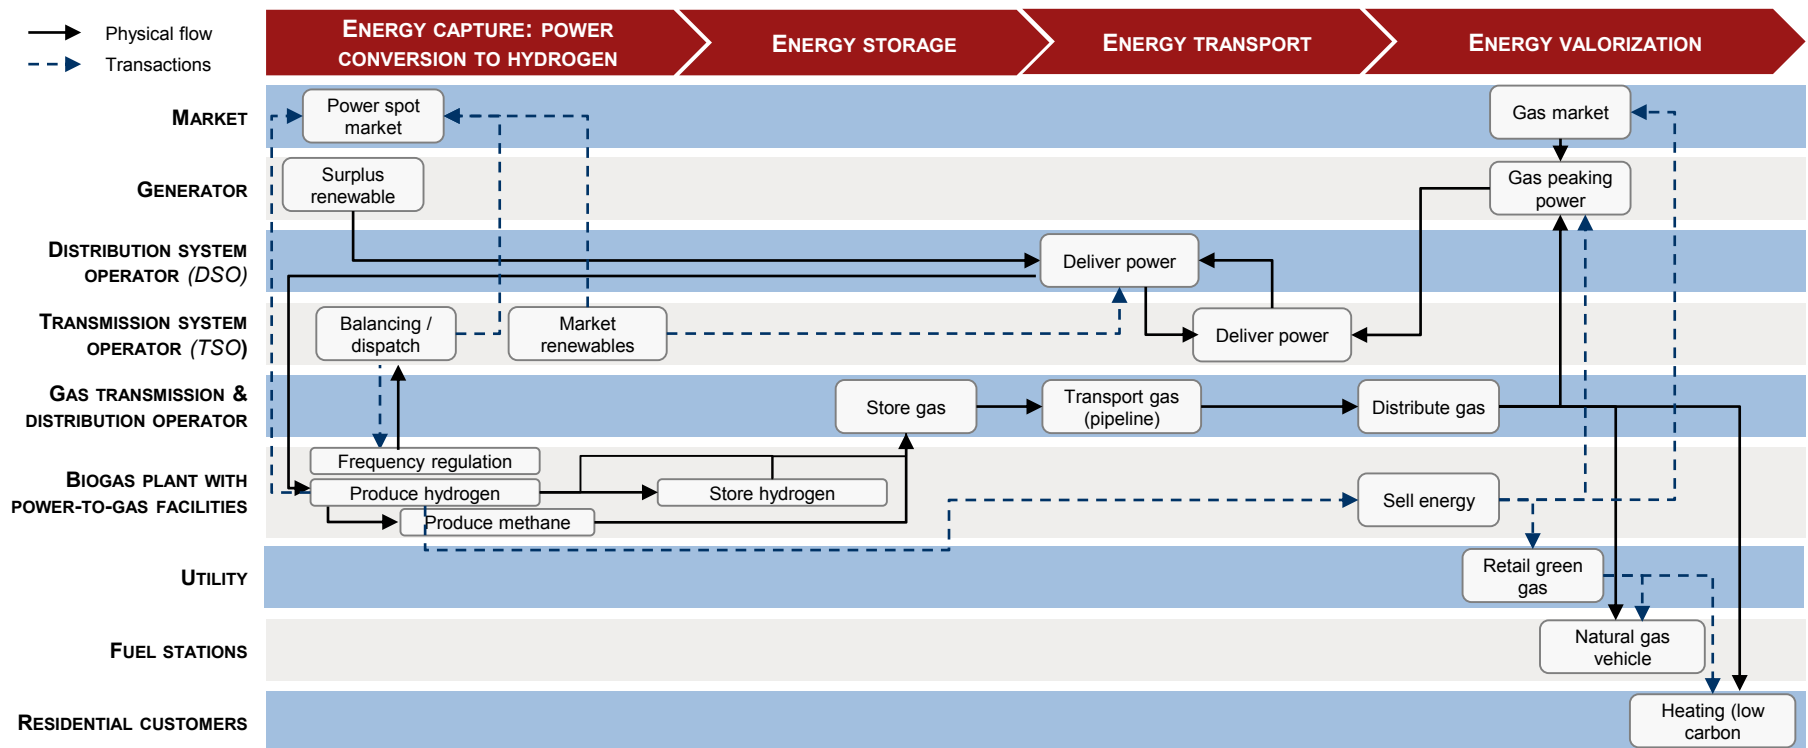 Physical flow
Transactions
ENERGY CAPTURE: POWER
CONVERSION TO HYDROGEN
ENERGY STORAGE
ENERGY TRANSPORT
ENERGY VALORIZATION
MARKET
Power spot
market
Gas market
GENERATOR
Surplus
renewable
Gas peaking
power
DISTRIBUTION SYSTEM
OPERATOR (DSO)
Deliver power
TRANSMISSION SYSTEM
OPERATOR (TSO)
Balancing /
dispatch
Market
renewables
Deliver power
GAS TRANSMISSION &
DISTRIBUTION OPERATOR
Store gas
Transport gas
(pipeline)
Distribute gas
BIOGAS PLANT WITH
POWER-TO-GAS FACILITIES
Frequency regulation
Produce hydrogen
Store hydrogen
Produce methane
Sell energy
UTILITY
Retail green
gas
FUEL STATIONS
Natural gas
vehicle
RESIDENTIAL CUSTOMERS
Heating (low
carbon